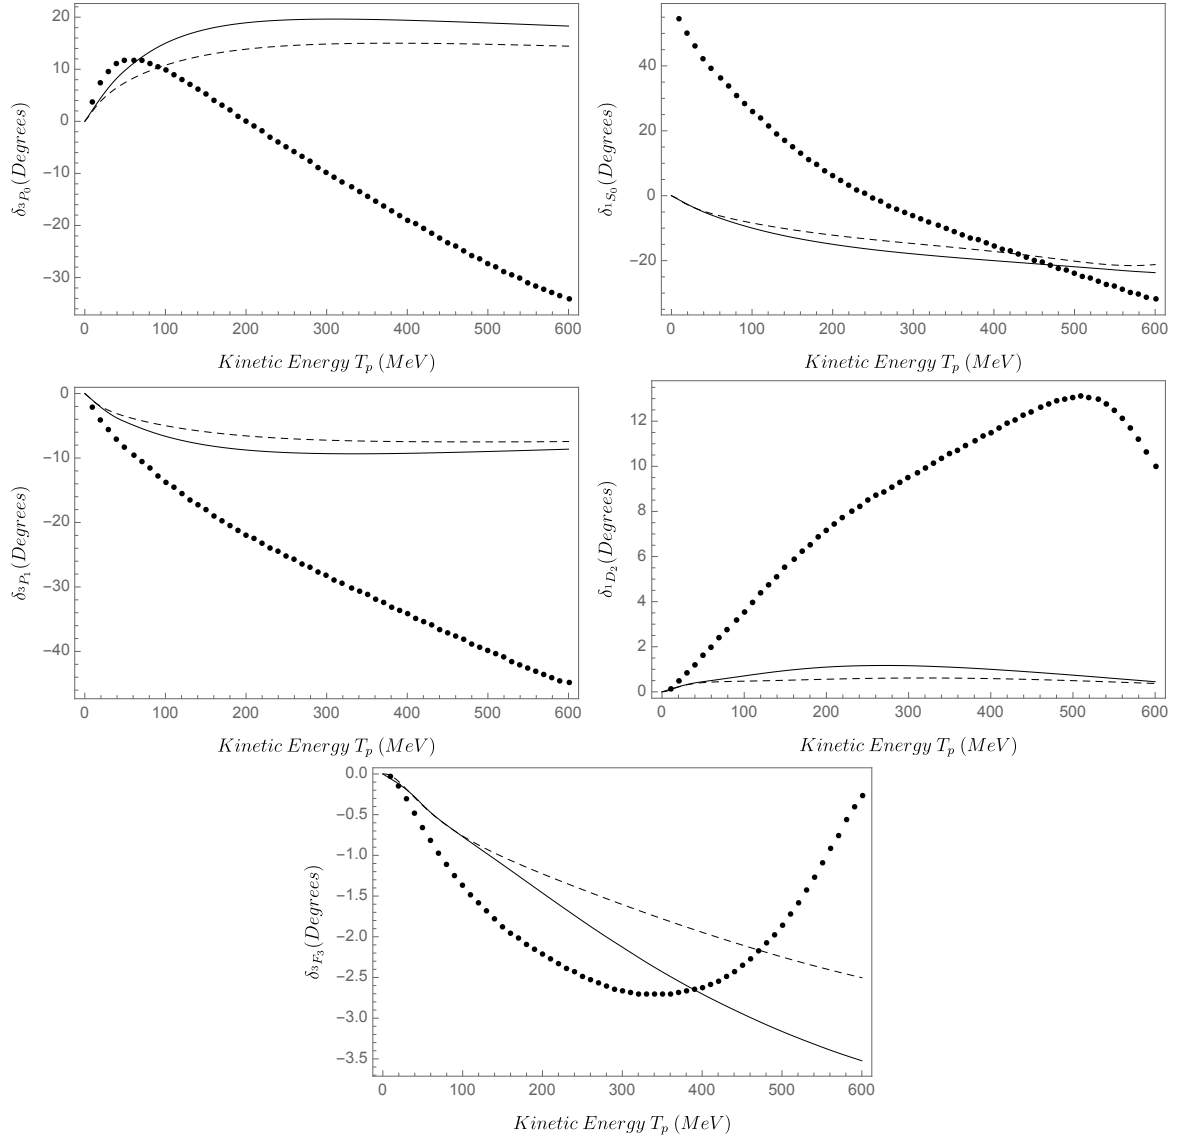 20
10
0
−10
−20
−30
0 100 200 300 400 500 600
δ₃P₀(Degrees)
Kinetic Energy Tₚ (MeV)
40
20
0
−20
0 100 200 300 400 500 600
δ₁S₀(Degrees)
Kinetic Energy Tₚ (MeV)
0
−10
−20
−30
−40
0 100 200 300 400 500 600
δ₃P₁(Degrees)
Kinetic Energy Tₚ (MeV)
12
10
8
6
4
2
0
0 100 200 300 400 500 600
δ₁D₂(Degrees)
Kinetic Energy Tₚ (MeV)
0.0
−0.5
−1.0
−1.5
−2.0
−2.5
−3.0
−3.5
0 100 200 300 400 500 600
δ₃F₃(Degrees)
Kinetic Energy Tₚ (MeV)